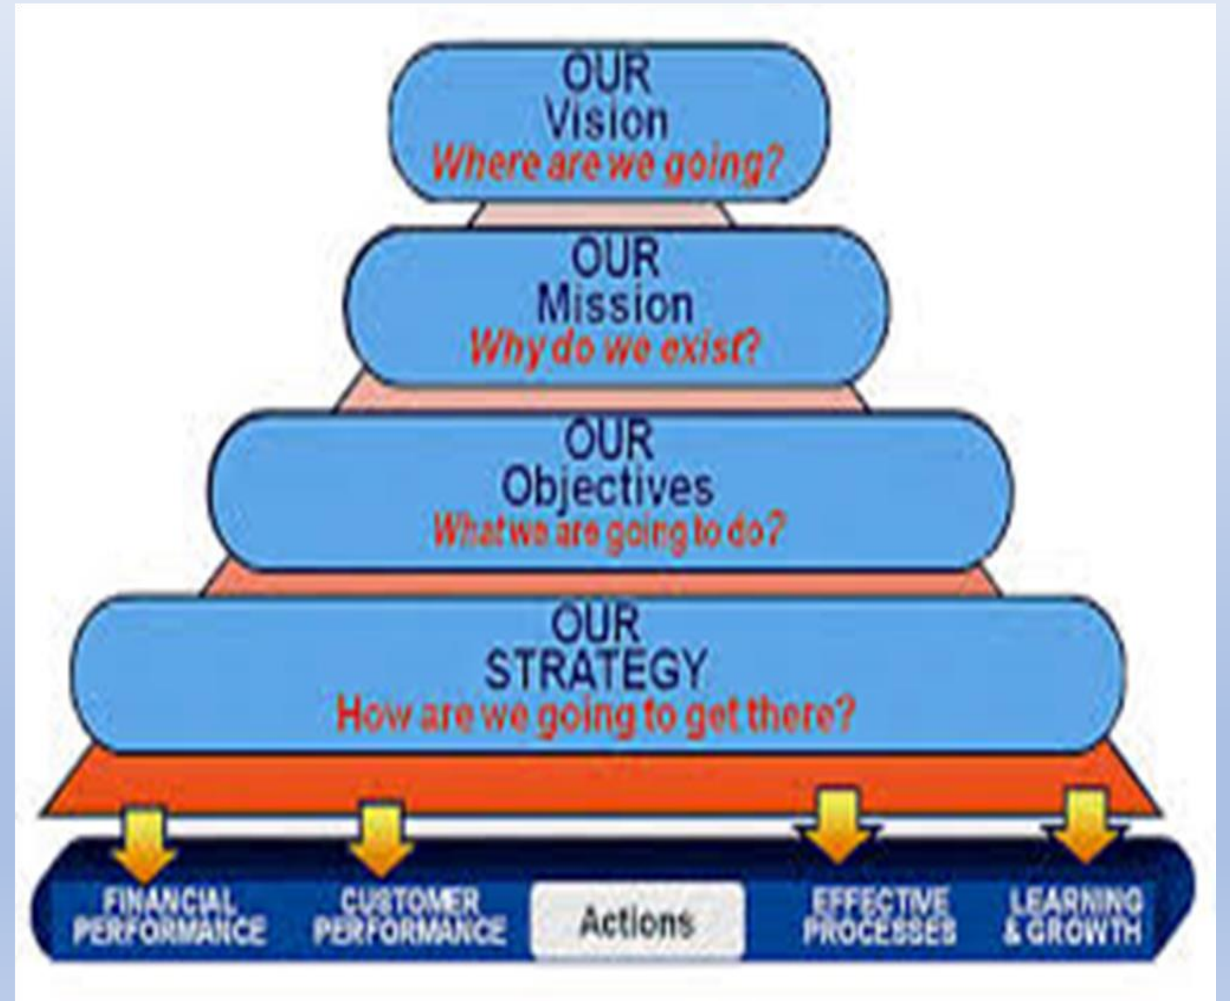 OUR
Vision
Where are we going?
OUR
Mission
Why do we exist?
OUR
Objectives
What we are going to do?
OUR
STRATEGY
How are we going to get there?
FINANCIAL
PERFORMANCE
CUSTOMER
PERFORMANCE
Actions
EFFECTIVE
PROCESSES
LEARNING
& GROWTH